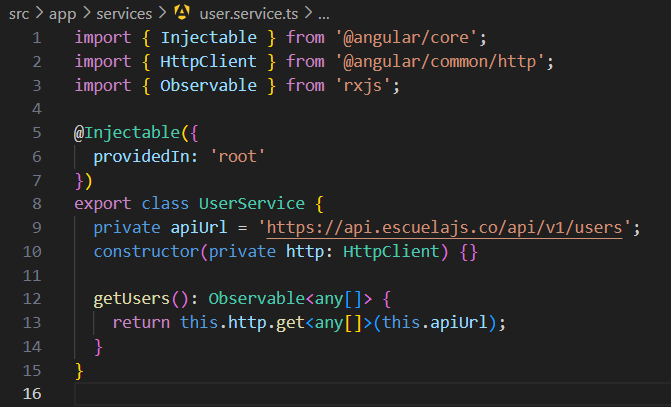 src > app > services > user.service.ts > ...
1 import { Injectable } from '@angular/core';
2 import { HttpClient } from '@angular/common/http';
3 import { Observable } from 'rxjs';
4
5 @Injectable({
6   providedIn: 'root'
7 })
8 export class UserService {
9   private apiUrl = 'https://api.escuelajs.co/api/v1/users';
10   constructor(private http: HttpClient) {}
11
12   getUsers(): Observable<any[]> {
13     return this.http.get<any[]>(this.apiUrl);
14   }
15 }
16